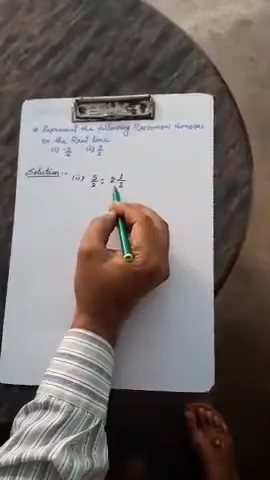 * Represent the following Rational Numbers
on the Real line
(i) -3/2 (ii) 5/2
Solution:- (ii) 5/2 = 2 1/2